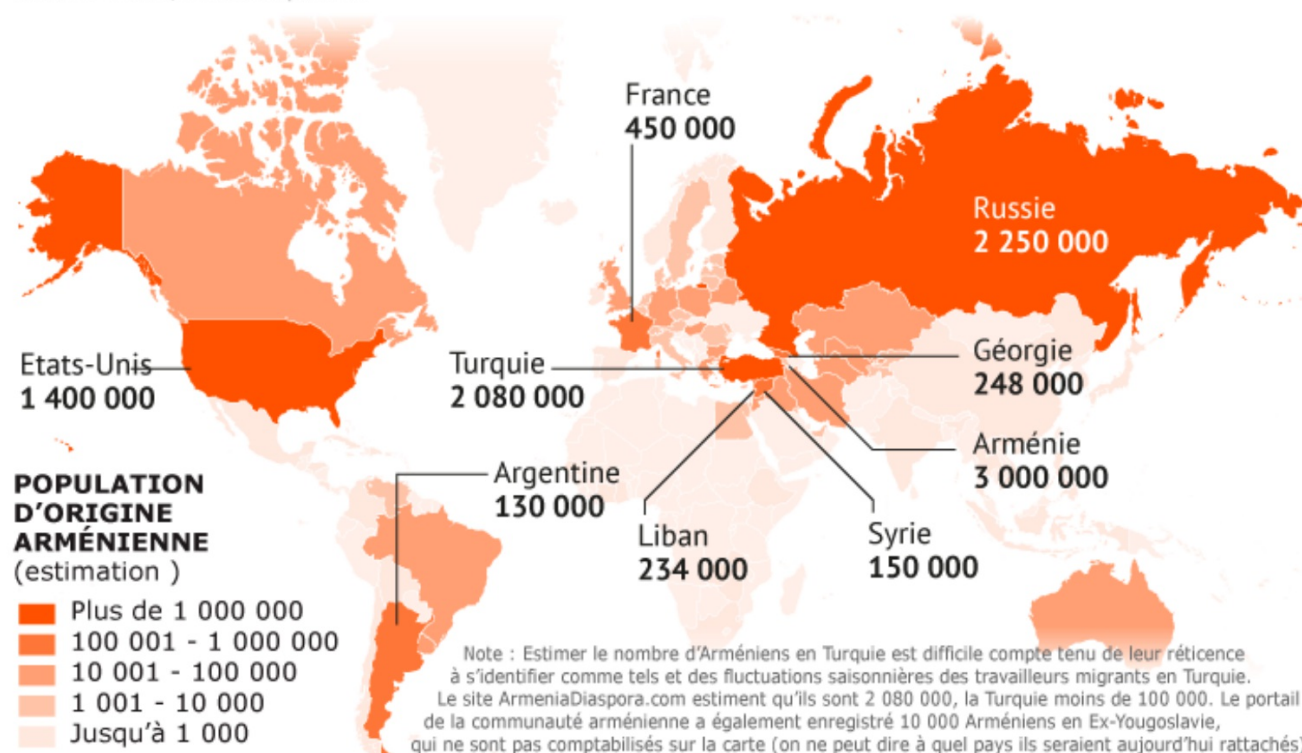 France
450 000
Russie
2 250 000
Etats-Unis
1 400 000
Turquie
2 080 000
Géorgie
248 000
Arménie
3 000 000
Argentine
130 000
Liban
234 000
Syrie
150 000
POPULATION
D'ORIGINE
ARMÉNIENNE
(estimation )
Plus de 1 000 000
100 001 - 1 000 000
10 001 - 100 000
1 001 - 10 000
Jusqu'à 1 000
Note : Estimer le nombre d'Arméniens en Turquie est difficile compte tenu de leur réticence
à s'identifier comme tels et des fluctuations saisonnières des travailleurs migrants en Turquie.
Le site ArmeniaDiaspora.com estiment qu'ils sont 2 080 000, la Turquie moins de 100 000. Le portail
de la communauté arménienne a également enregistré 10 000 Arméniens en Ex-Yougoslavie,
qui ne sont pas comptabilisés sur la carte (on ne peut dire à quel pays ils seraient aujourd'hui rattachés)